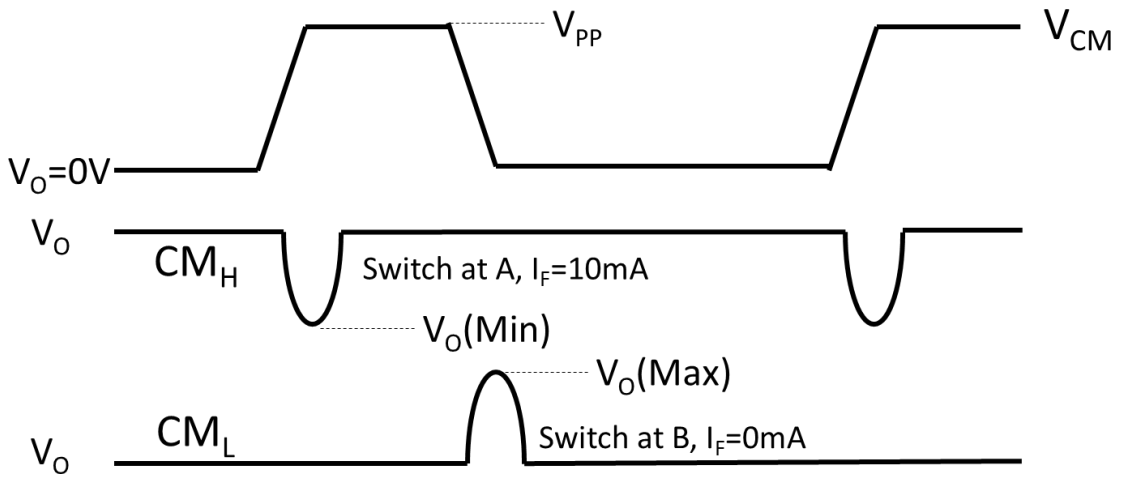 V_PP
V_CM
V_O=0V
V_O
CM_H
Switch at A, I_F=10mA
V_O(Min)
V_O(Max)
CM_L
Switch at B, I_F=0mA
V_O